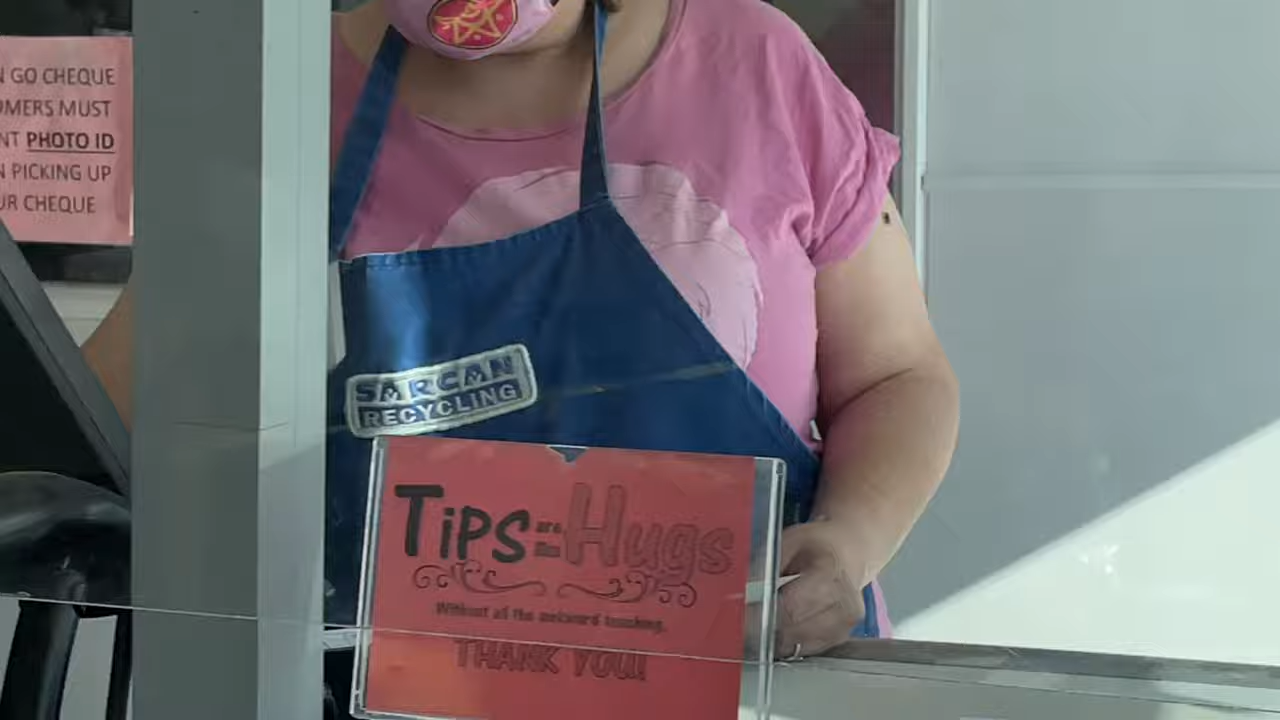 N GO CHEQUE
OMERS MUST
NT PHOTO ID
N PICKING UP
UR CHEQUE
SARCAN
RECYCLING
TiPS are like Hugs
Without all the awkward touching.
THANK YOU!